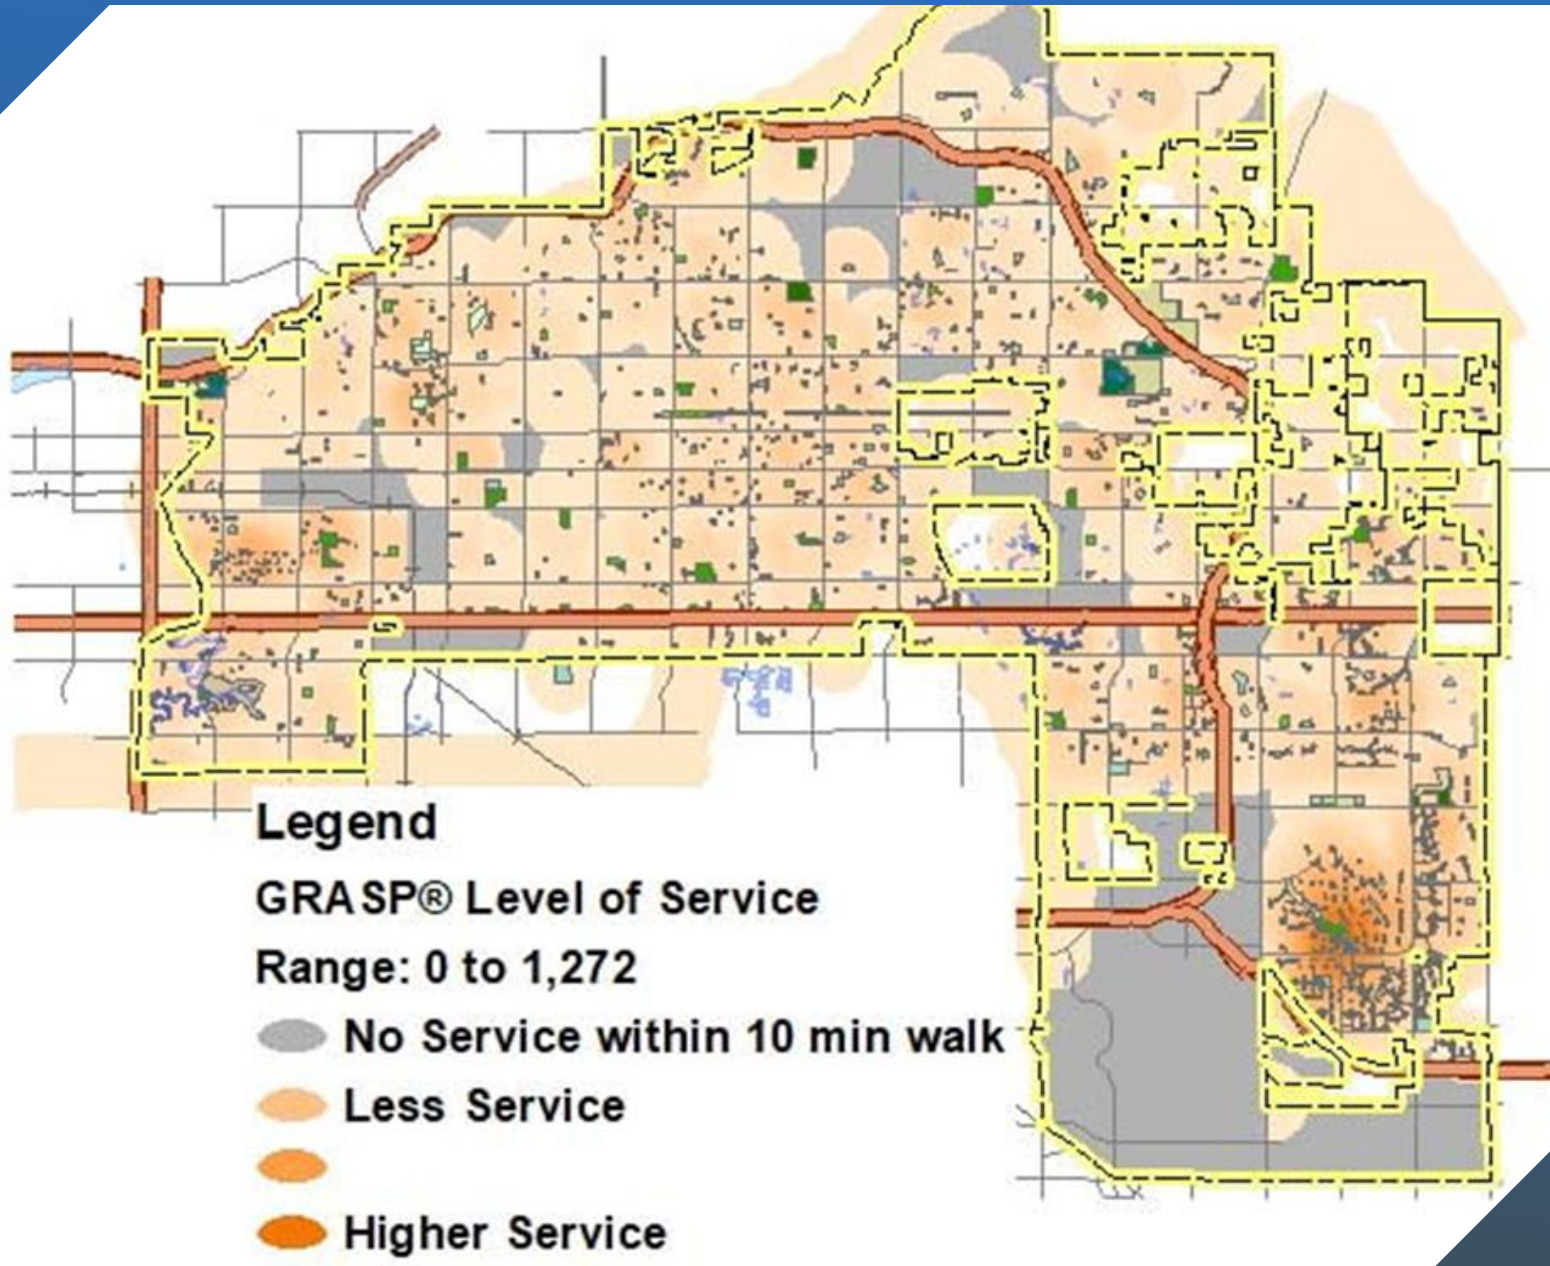 Legend
GRASP® Level of Service
Range: 0 to 1,272
No Service within 10 min walk
Less Service
Higher Service